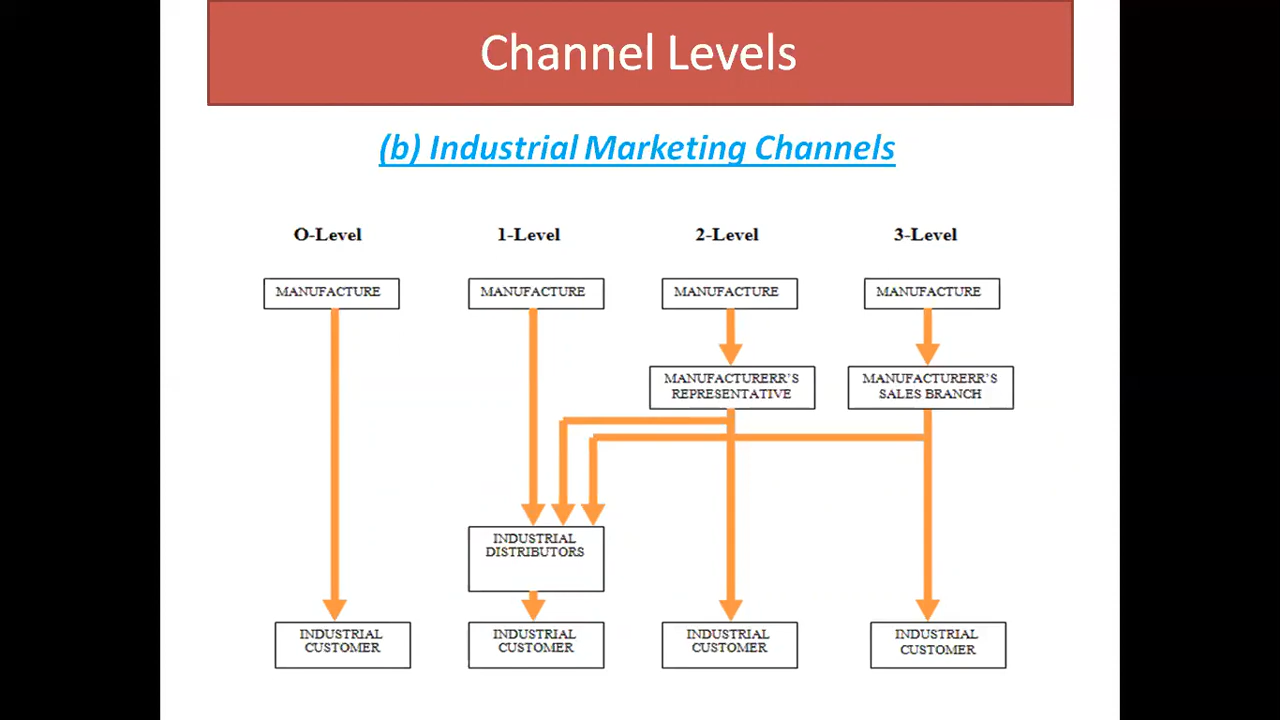 Channel Levels
(b) Industrial Marketing Channels
O-Level
1-Level
2-Level
3-Level
MANUFACTURE
MANUFACTURE
MANUFACTURE
MANUFACTURE
MANUFACTURERR'S
REPRESENTATIVE
MANUFACTURERR'S
SALES BRANCH
INDUSTRIAL
DISTRIBUTORS
INDUSTRIAL
CUSTOMER
INDUSTRIAL
CUSTOMER
INDUSTRIAL
CUSTOMER
INDUSTRIAL
CUSTOMER